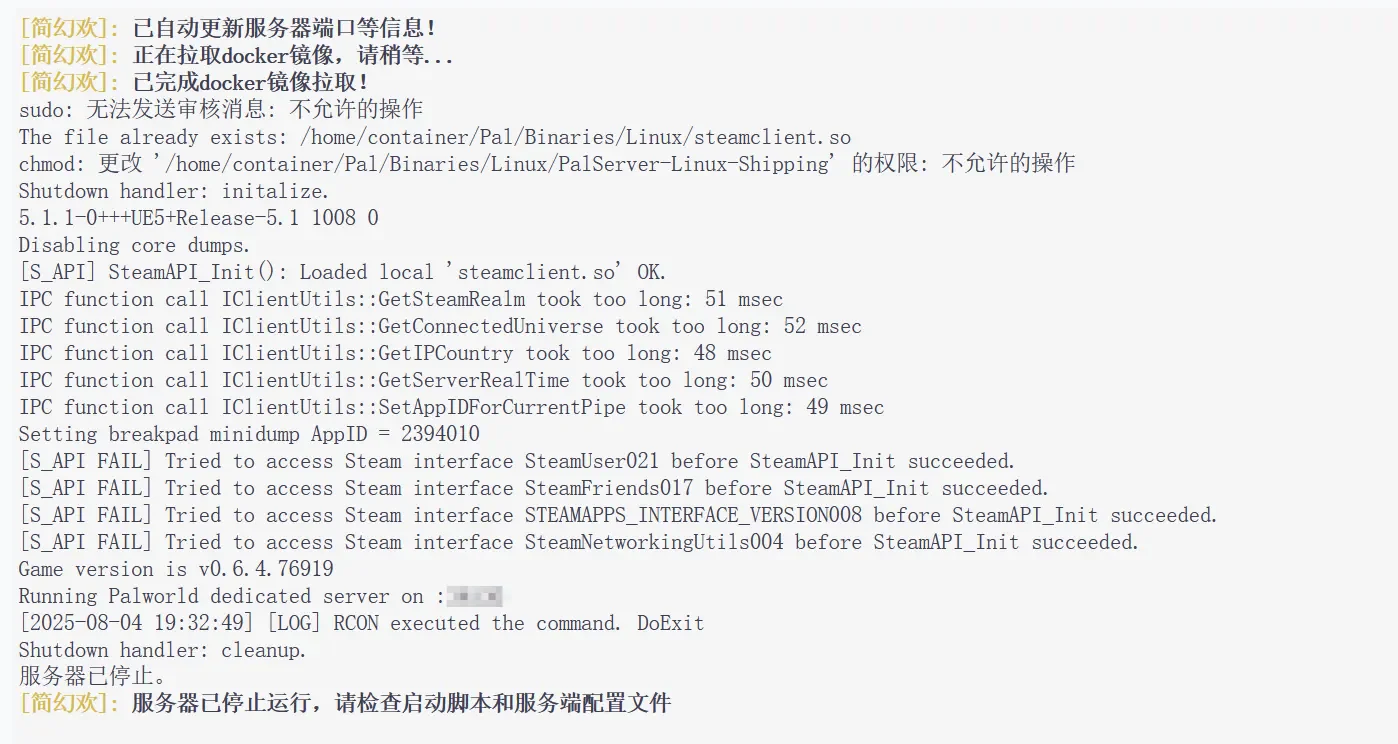 [简幻欢]: 已自动更新服务器端口等信息!
[简幻欢]: 正在拉取docker镜像，请稍等...
[简幻欢]: 已完成docker镜像拉取!
sudo: 无法发送审核消息: 不允许的操作
The file already exists: /home/container/Pal/Binaries/Linux/steamclient.so
chmod: 更改 '/home/container/Pal/Binaries/Linux/PalServer-Linux-Shipping' 的权限: 不允许的操作
Shutdown handler: initalize.
5.1.1-0+++UE5+Release-5.1 1008 0
Disabling core dumps.
[S_API] SteamAPI_Init(): Loaded local 'steamclient.so' OK.
IPC function call IClientUtils::GetSteamRealm took too long: 51 msec
IPC function call IClientUtils::GetConnectedUniverse took too long: 52 msec
IPC function call IClientUtils::GetIPCountry took too long: 48 msec
IPC function call IClientUtils::GetServerRealTime took too long: 50 msec
IPC function call IClientUtils::SetAppIDForCurrentPipe took too long: 49 msec
Setting breakpad minidump AppID = 2394010
[S_API FAIL] Tried to access Steam interface SteamUser021 before SteamAPI_Init succeeded.
[S_API FAIL] Tried to access Steam interface SteamFriends017 before SteamAPI_Init succeeded.
[S_API FAIL] Tried to access Steam interface STEAMAPPS_INTERFACE_VERSION008 before SteamAPI_Init succeeded.
[S_API FAIL] Tried to access Steam interface SteamNetworkingUtils004 before SteamAPI_Init succeeded.
Game version is v0.6.4.76919
Running Palworld dedicated server on :
[2025-08-04 19:32:49] [LOG] RCON executed the command. DoExit
Shutdown handler: cleanup.
服务器已停止。
[简幻欢]: 服务器已停止运行，请检查启动脚本和服务端配置文件